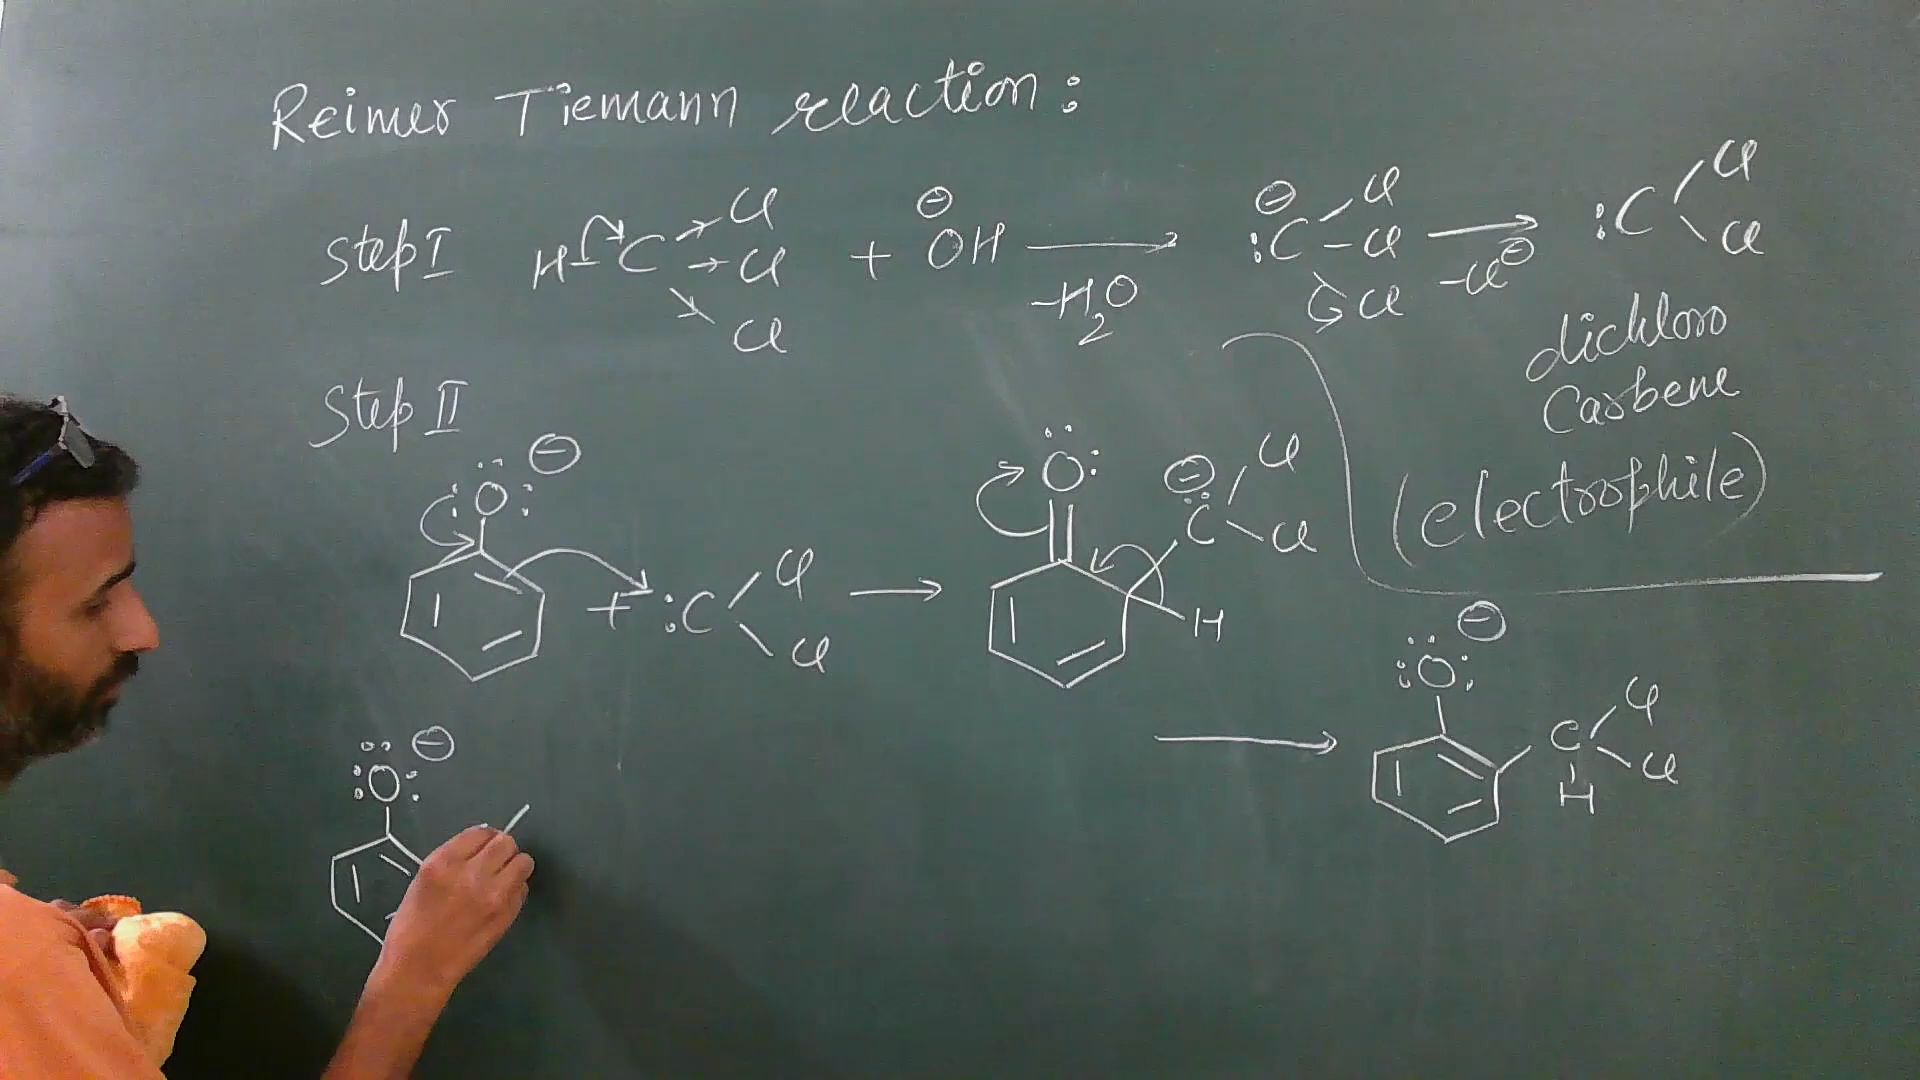 Reimer Tiemann reaction:
Step I H-C Cl Cl Cl + ⊖OH → -H2O ⊖:C Cl -Cl Cl → -Cl⊖ :C Cl Cl
dichloro
Carbene
(electrophile)
Step II
:Ö: ⊖ + :C Cl Cl → Ö: ⊖ C̈ Cl Cl H
→ :Ö: ⊖ C Cl Cl H
:Ö: ⊖